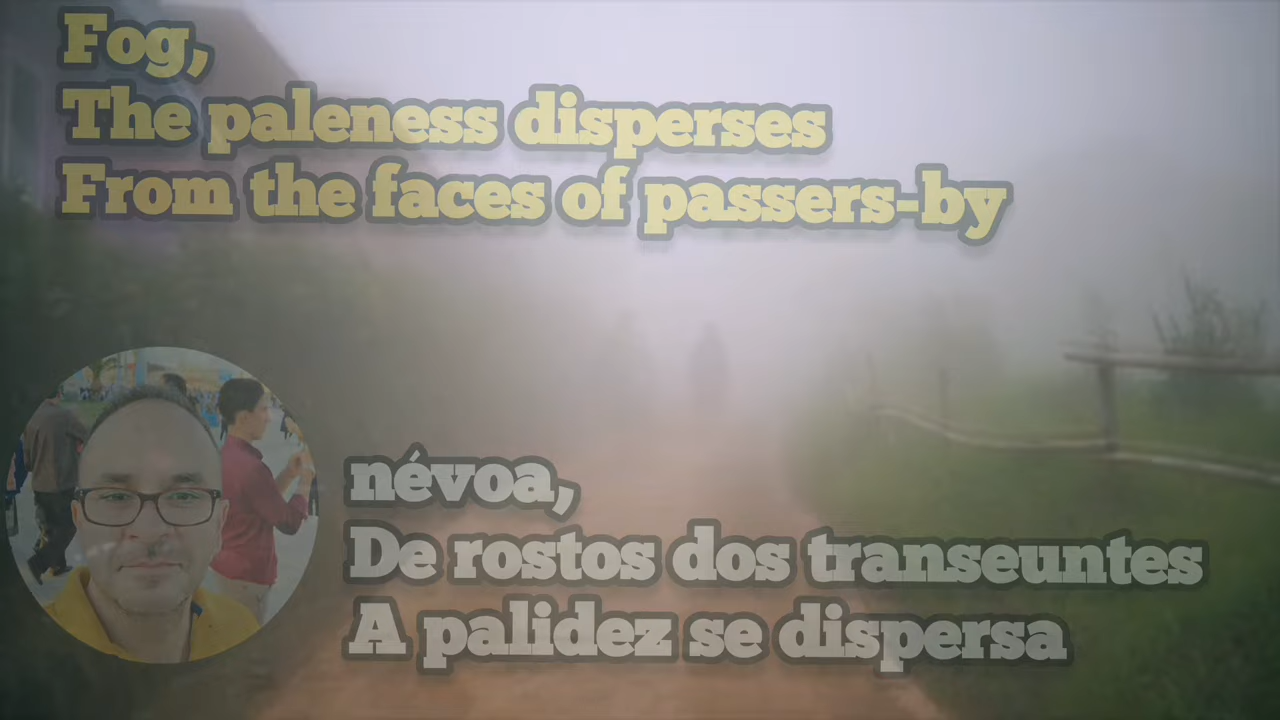 Fog,
The paleness disperses
From the faces of passers-by
névoa,
De rostos dos transeuntes
A palidez se dispersa